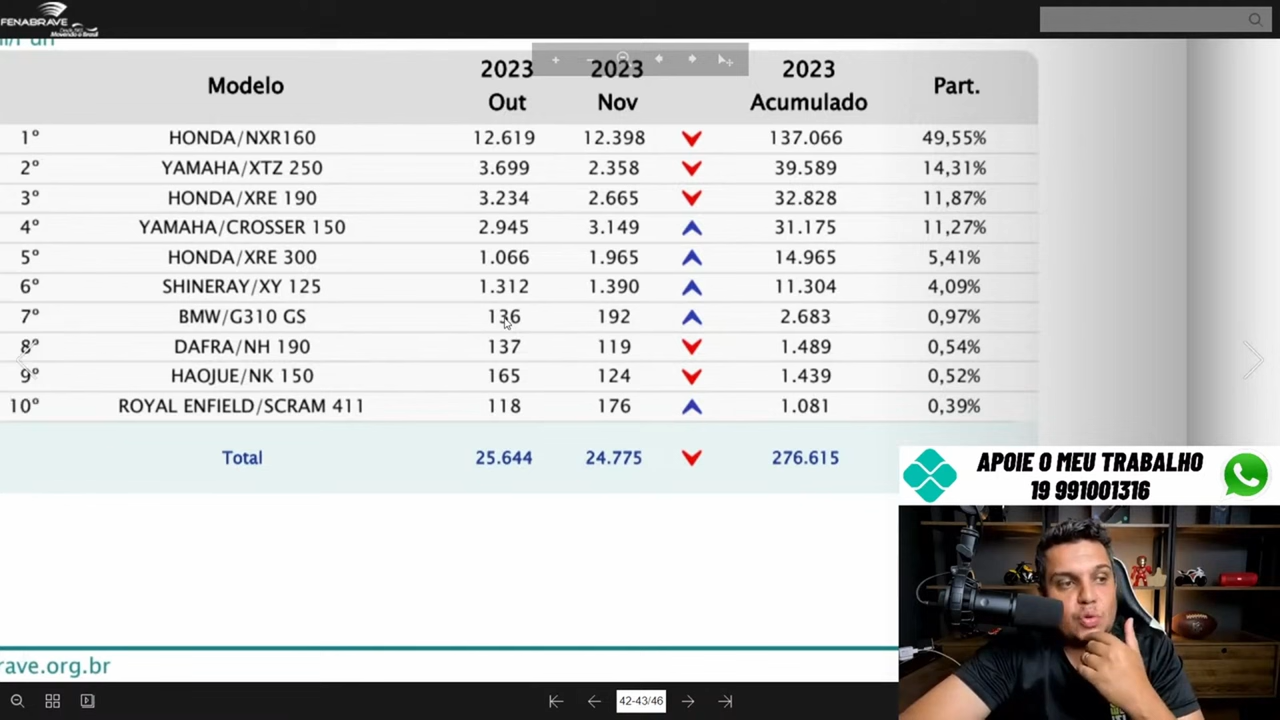 FENABRAVE
Movendo o Brasil
Modelo 2023 Out 2023 Nov 2023 Acumulado Part.
1º HONDA/NXR160 12.619 12.398 137.066 49,55%
2º YAMAHA/XTZ 250 3.699 2.358 39.589 14,31%
3º HONDA/XRE 190 3.234 2.665 32.828 11,87%
4º YAMAHA/CROSSER 150 2.945 3.149 31.175 11,27%
5º HONDA/XRE 300 1.066 1.965 14.965 5,41%
6º SHINERAY/XY 125 1.312 1.390 11.304 4,09%
7º BMW/G310 GS 136 192 2.683 0,97%
8º DAFRA/NH 190 137 119 1.489 0,54%
9º HAOJUE/NK 150 165 124 1.439 0,52%
10º ROYAL ENFIELD/SCRAM 411 118 176 1.081 0,39%
Total 25.644 24.775 276.615
APOIE O MEU TRABALHO
19 991001316
rave.org.br
42-43/46